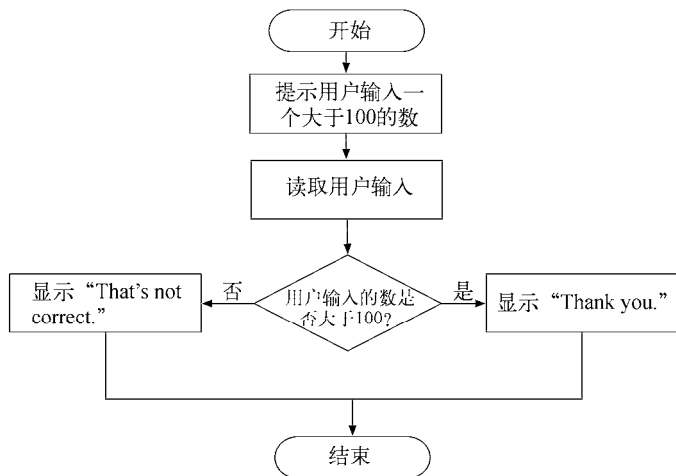 开始
提示用户输入一
个大于100的数
读取用户输入
用户输入的数是
否大于100?
否
是
显示“That's not
correct.”
显示“Thank you.”
结束